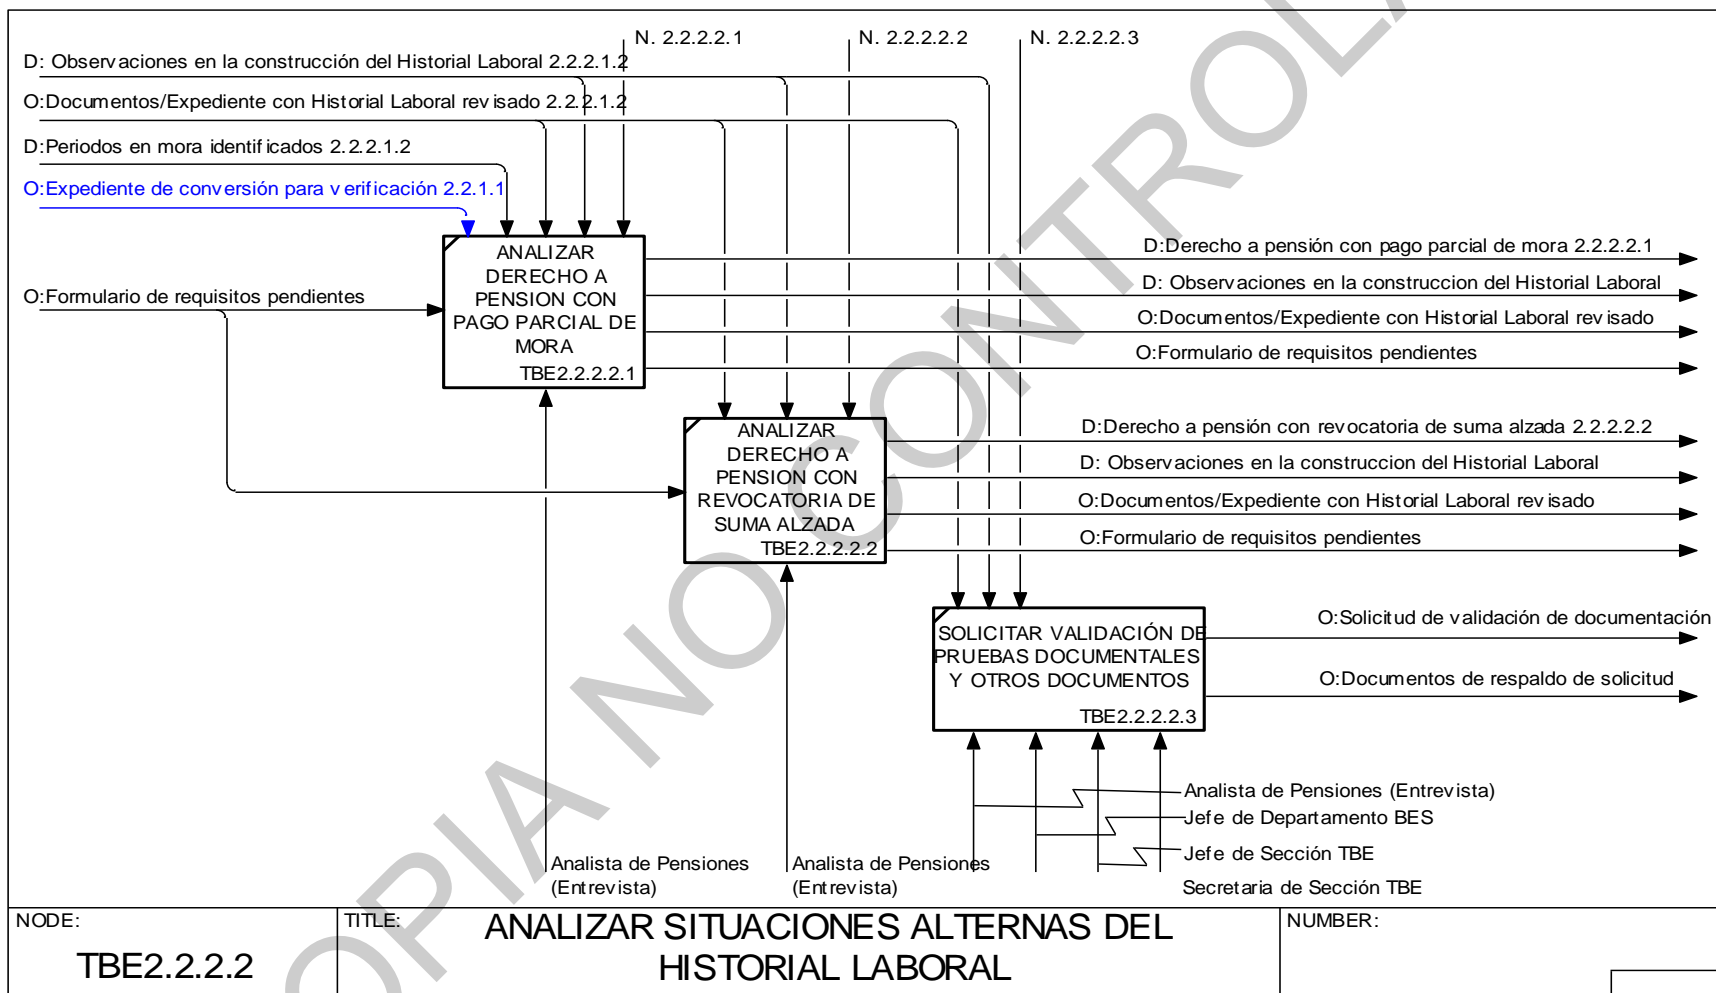 N. 2.2.2.2.1
N. 2.2.2.2.2
N. 2.2.2.2.3
D: Observaciones en la construcción del Historial Laboral 2.2.2.1.2
O:Documentos/Expediente con Historial Laboral revisado 2.2.2.1.2
D:Periodos en mora identificados 2.2.2.1.2
O:Expediente de conversión para verificación 2.2.1.1
O:Formulario de requisitos pendientes
ANALIZAR
DERECHO A
PENSION CON
PAGO PARCIAL DE
MORA
TBE2.2.2.2.1
D:Derecho a pensión con pago parcial de mora 2.2.2.2.1
D: Observaciones en la construccion del Historial Laboral
O:Documentos/Expediente con Historial Laboral revisado
O:Formulario de requisitos pendientes
ANALIZAR
DERECHO A
PENSION CON
REVOCATORIA DE
SUMA ALZADA
TBE2.2.2.2.2
D:Derecho a pensión con revocatoria de suma alzada 2.2.2.2.2
D: Observaciones en la construccion del Historial Laboral
O:Documentos/Expediente con Historial Laboral revisado
O:Formulario de requisitos pendientes
SOLICITAR VALIDACIÓN DE
PRUEBAS DOCUMENTALES
Y OTROS DOCUMENTOS
TBE2.2.2.2.3
O:Solicitud de validación de documentación
O:Documentos de respaldo de solicitud
Analista de Pensiones
(Entrevista)
Analista de Pensiones
(Entrevista)
Analista de Pensiones (Entrevista)
Jefe de Departamento BES
Jefe de Sección TBE
Secretaria de Sección TBE
NODE:
TBE2.2.2.2
TITLE:
ANALIZAR SITUACIONES ALTERNAS DEL
HISTORIAL LABORAL
NUMBER:
OPIA NO CONTROLA